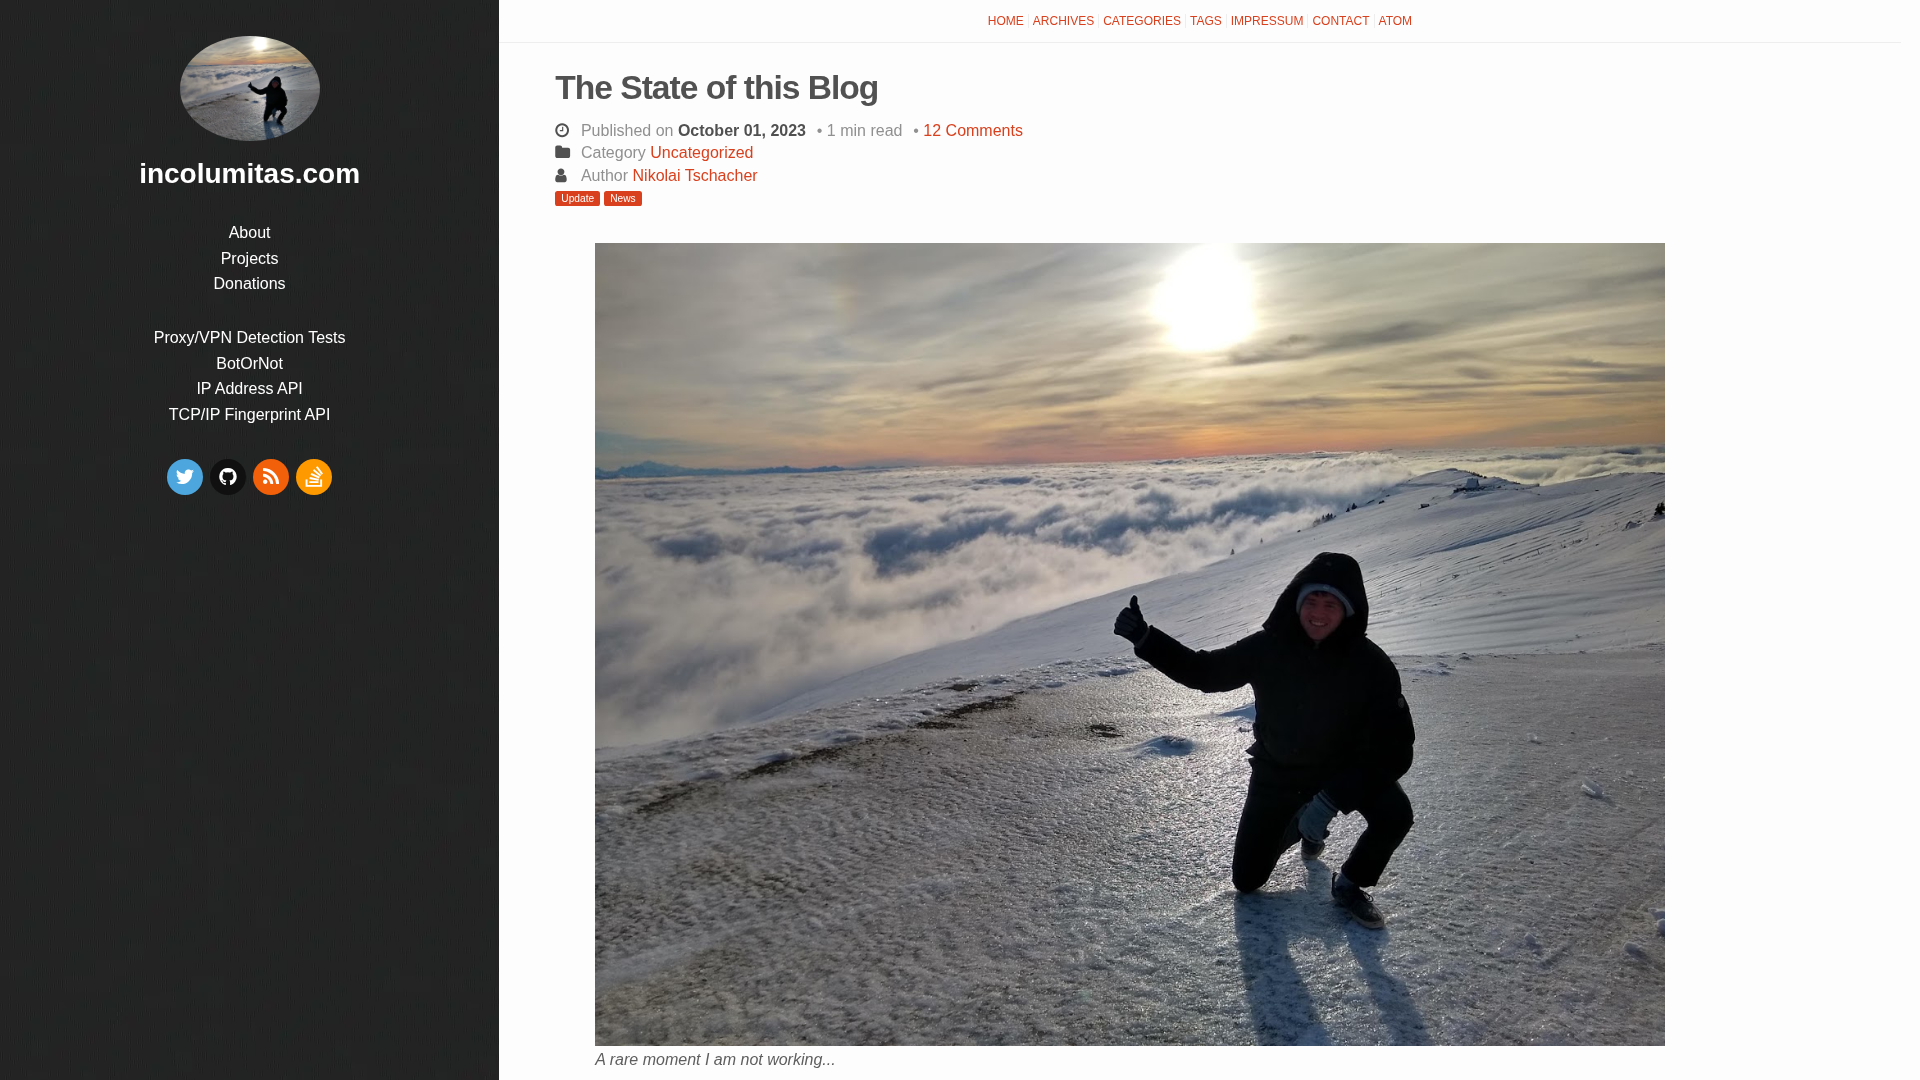 incolumitas.com
About
Projects
Donations
Proxy/VPN Detection Tests
BotOrNot
IP Address API
TCP/IP Fingerprint API
HOME ARCHIVES CATEGORIES TAGS IMPRESSUM CONTACT ATOM
The State of this Blog
Published on October 01, 2023 • 1 min read • 12 Comments
Category Uncategorized
Author Nikolai Tschacher
Update News
A rare moment I am not working...